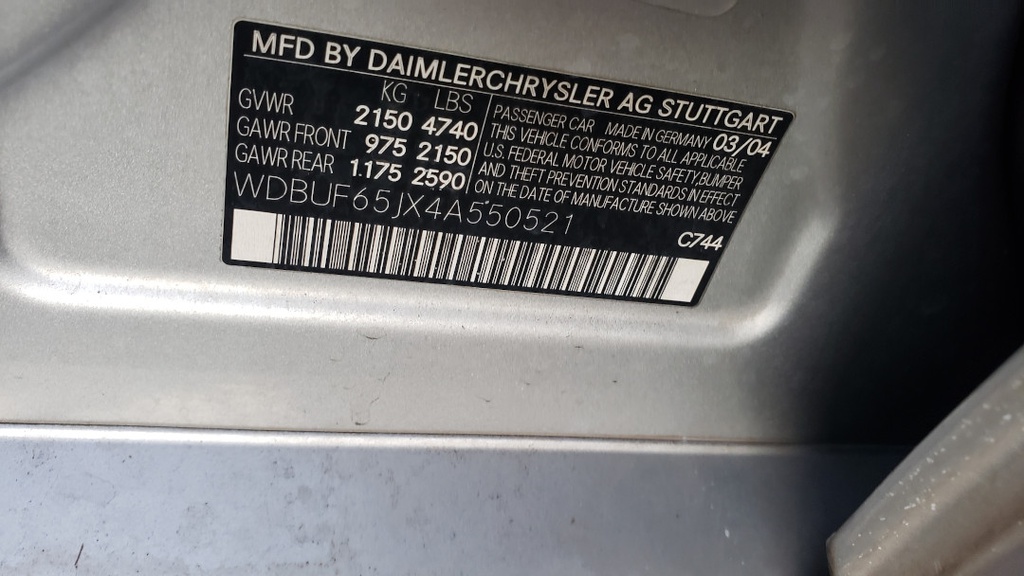 MFD BY DAIMLERCHRYSLER AG STUTTGART
KG LBS
GVWR 2150 4740
GAWR FRONT 975 2150
GAWR REAR 1.175 2590
PASSENGER CAR MADE IN GERMANY 03/04
THIS VEHICLE CONFORMS TO ALL APPLICABLE
U.S. FEDERAL MOTOR VEHICLE SAFETY,BUMPER
AND THEFT PREVENTION STANDARDS IN EFFECT
ON THE DATE OF MANUFACTURE SHOWN ABOVE
WDBUF65JX4A550521
C744